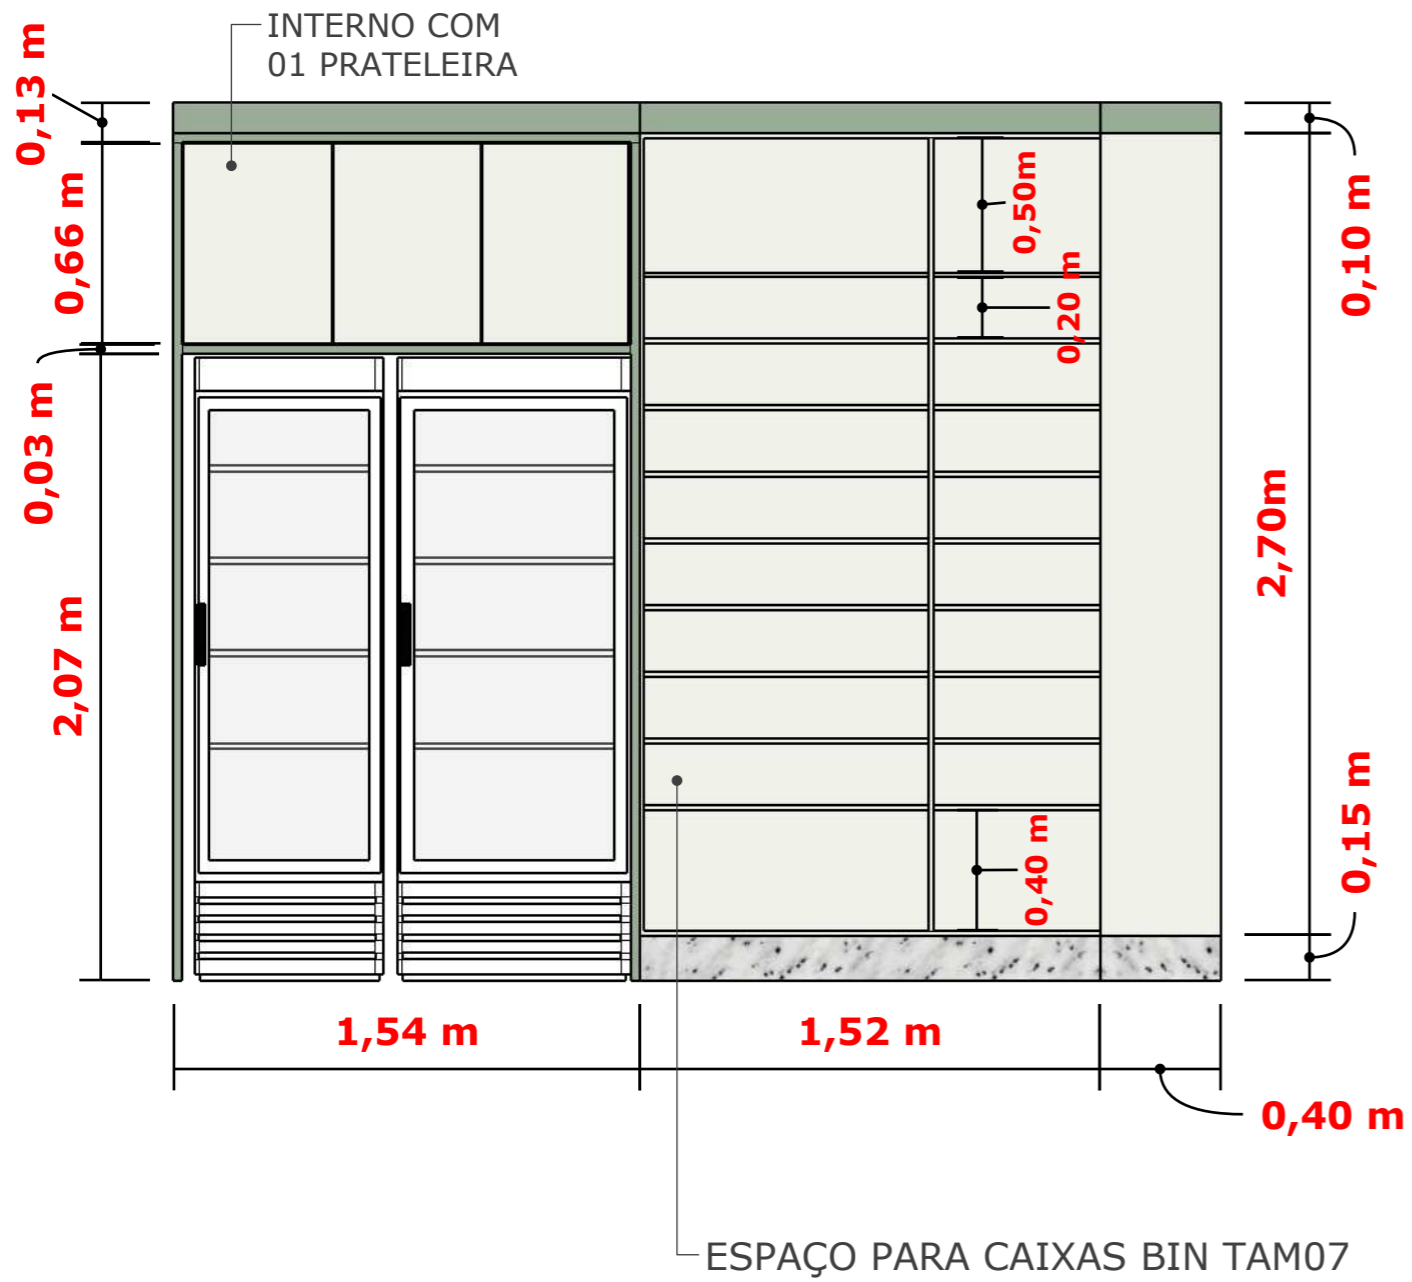 INTERNO COM
01 PRATELEIRA
0,13 m
0,66 m
0,03 m
2,07 m
0,50m
0,20 m
0,40 m
0,10 m
2,70m
0,15 m
1,54 m
1,52 m
0,40 m
ESPAÇO PARA CAIXAS BIN TAM07